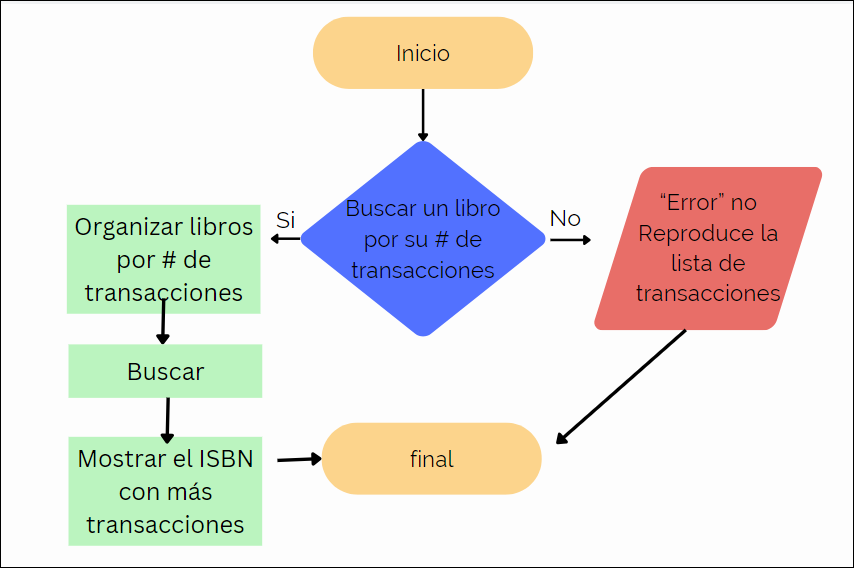 Inicio
Buscar un libro
por su # de
transacciones
Si
No
Organizar libros
por # de
transacciones
Buscar
Mostrar el ISBN
con más
transacciones
“Error” no
Reproduce la
lista de
transacciones
final